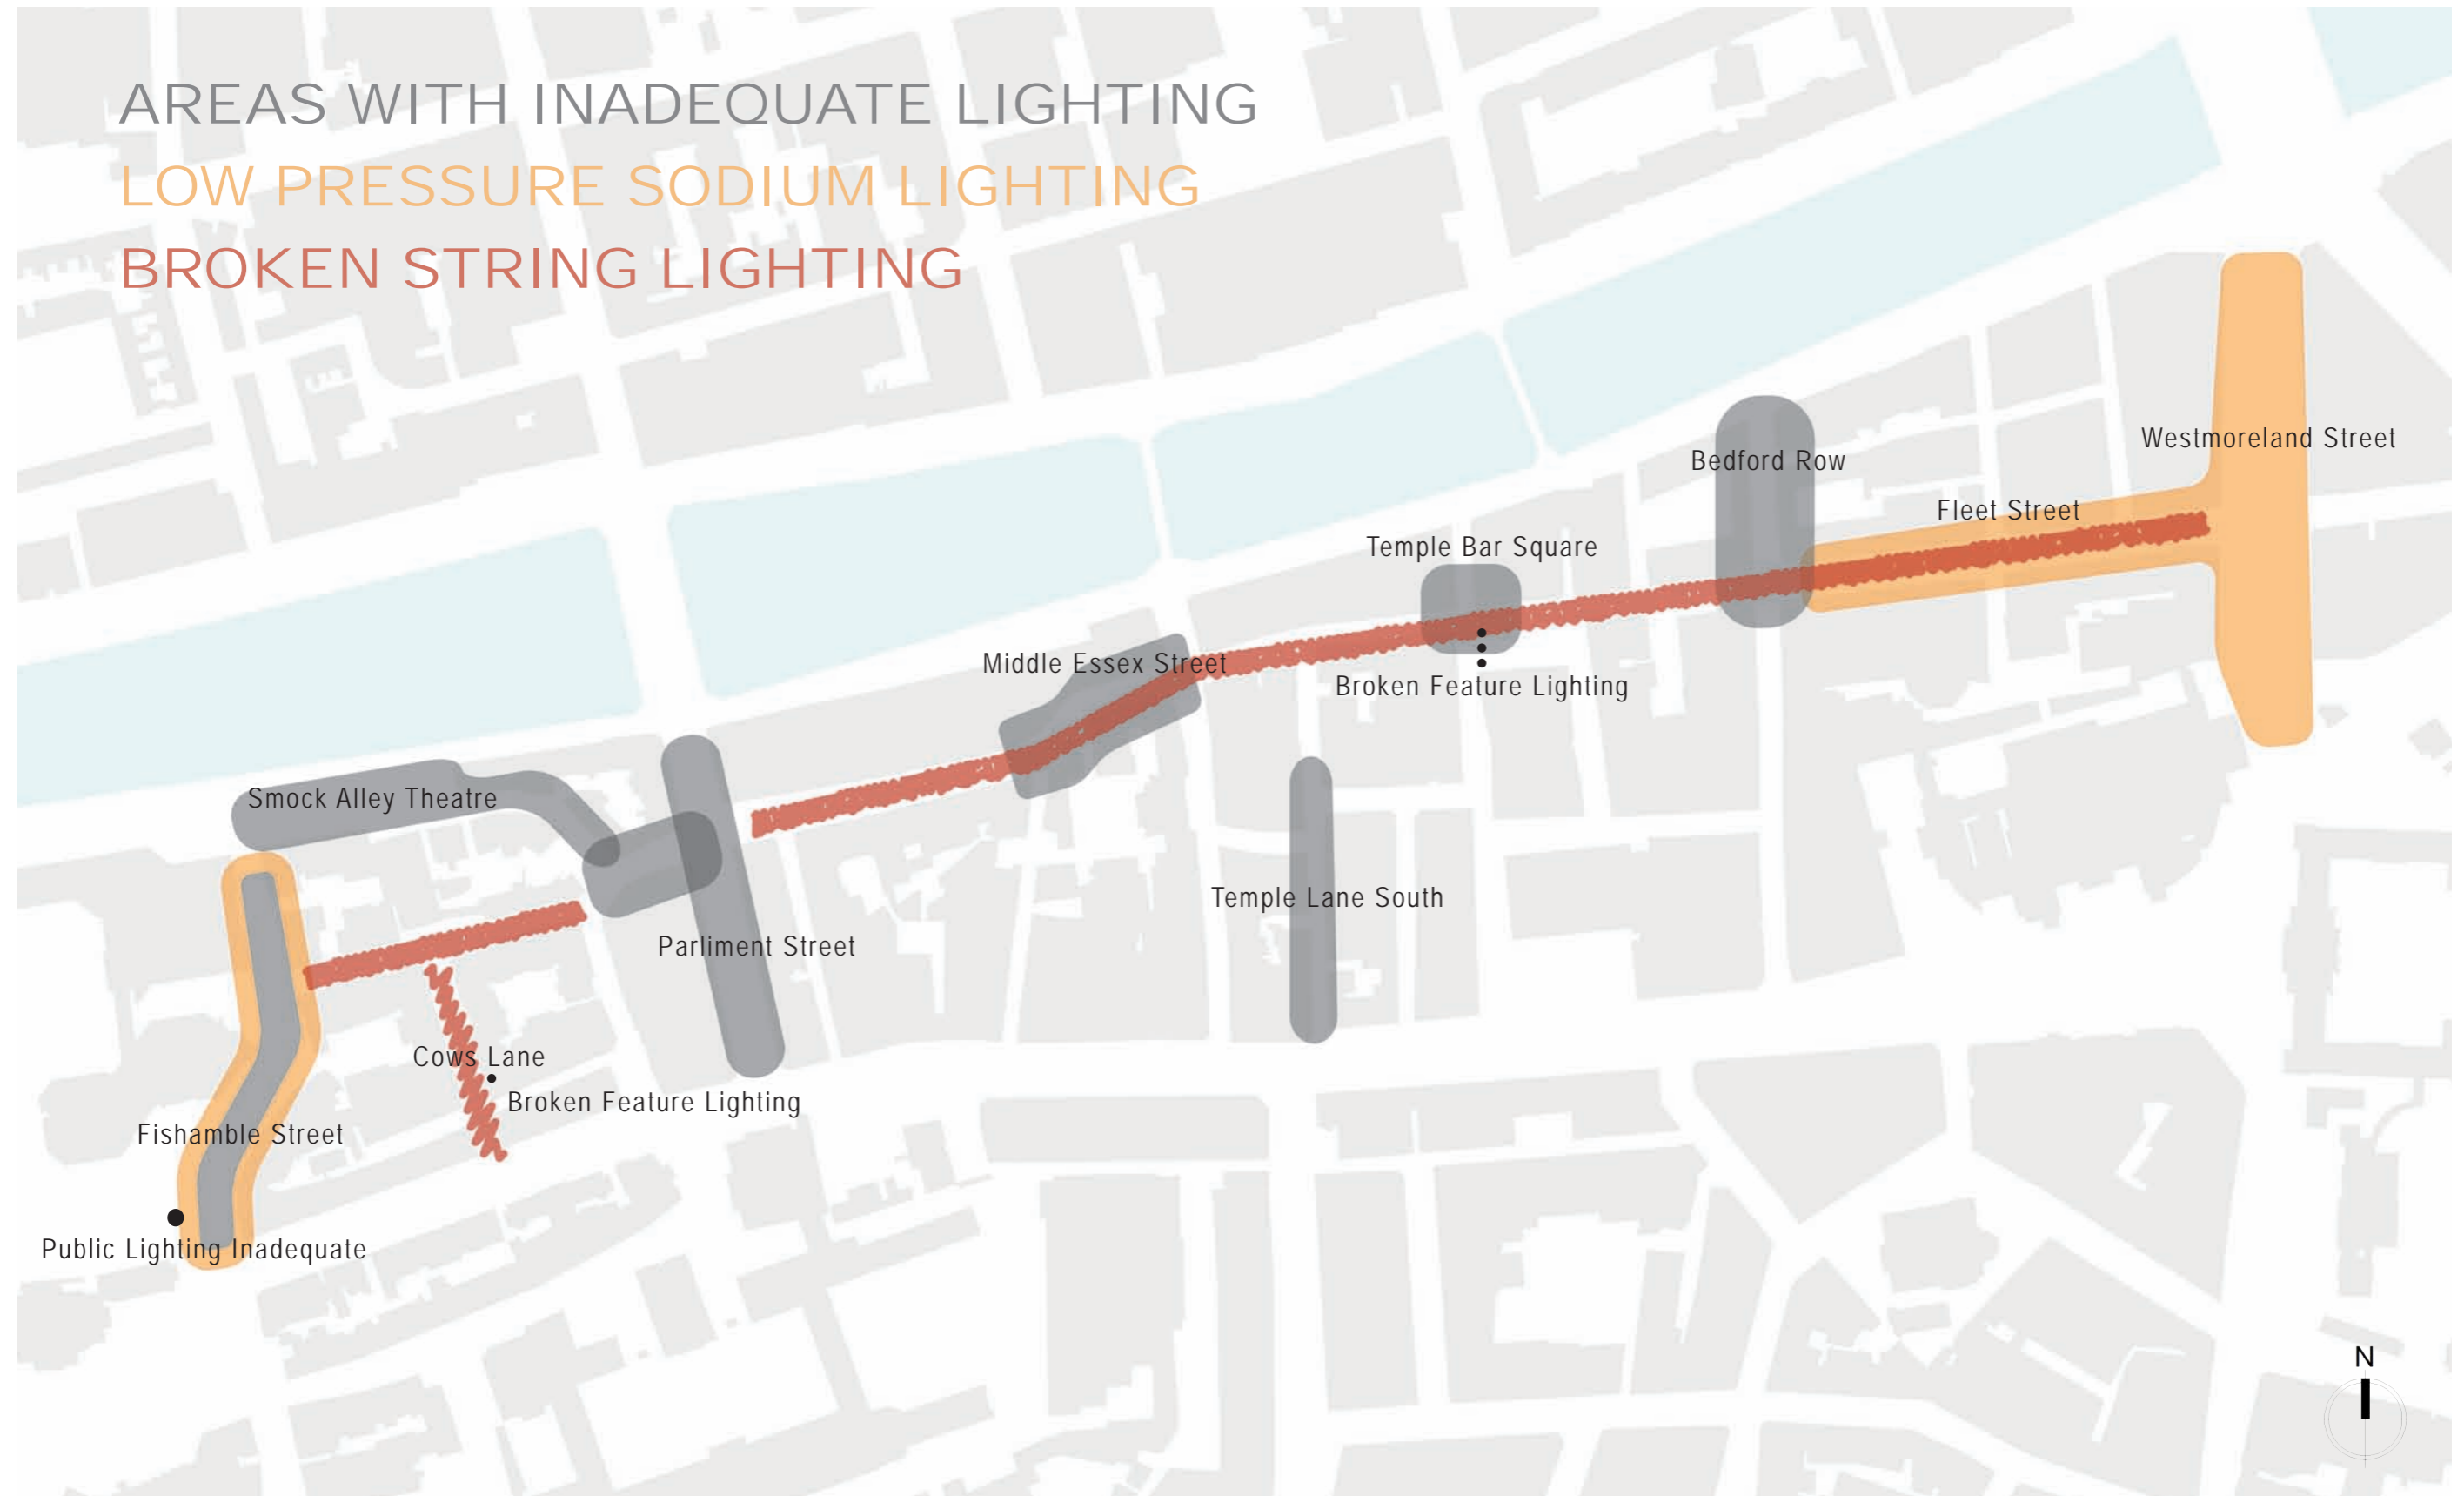 AREAS WITH INADEQUATE LIGHTING
LOW PRESSURE SODIUM LIGHTING
BROKEN STRING LIGHTING
Westmoreland Street
Bedford Row
Fleet Street
Temple Bar Square
Middle Essex Street
Broken Feature Lighting
Smock Alley Theatre
Temple Lane South
Parliment Street
Cows Lane
Broken Feature Lighting
Fishamble Street
Public Lighting Inadequate
N